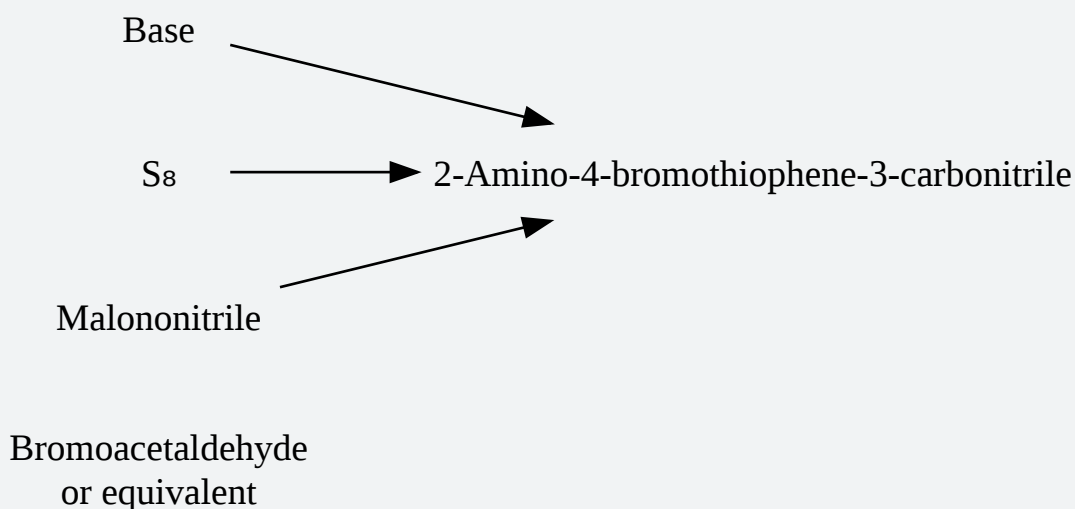 Base
S₈
2-Amino-4-bromothiophene-3-carbonitrile
Malononitrile
Bromoacetaldehyde
or equivalent